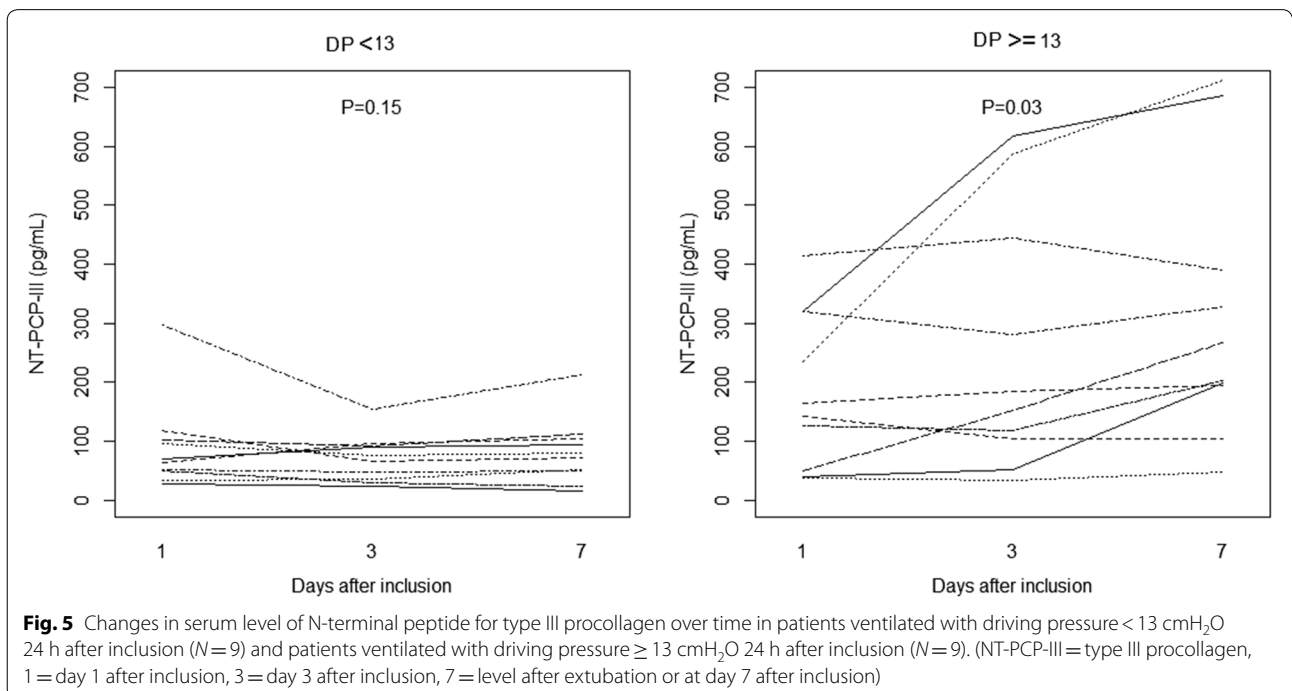 DP <13
DP >= 13
P=0.15
P=0.03
NT-PCP-III (pg/mL)
700
600
500
400
300
200
100
0
1
3
7
Days after inclusion
NT-PCP-III (pg/mL)
700
600
500
400
300
200
100
0
1
3
7
Days after inclusion
Fig. 5 Changes in serum level of N-terminal peptide for type III procollagen over time in patients ventilated with driving pressure < 13 cmH₂O
24 h after inclusion (N = 9) and patients ventilated with driving pressure ≥ 13 cmH₂O 24 h after inclusion (N = 9). (NT-PCP-III = type III procollagen,
1 = day 1 after inclusion, 3 = day 3 after inclusion, 7 = level after extubation or at day 7 after inclusion)